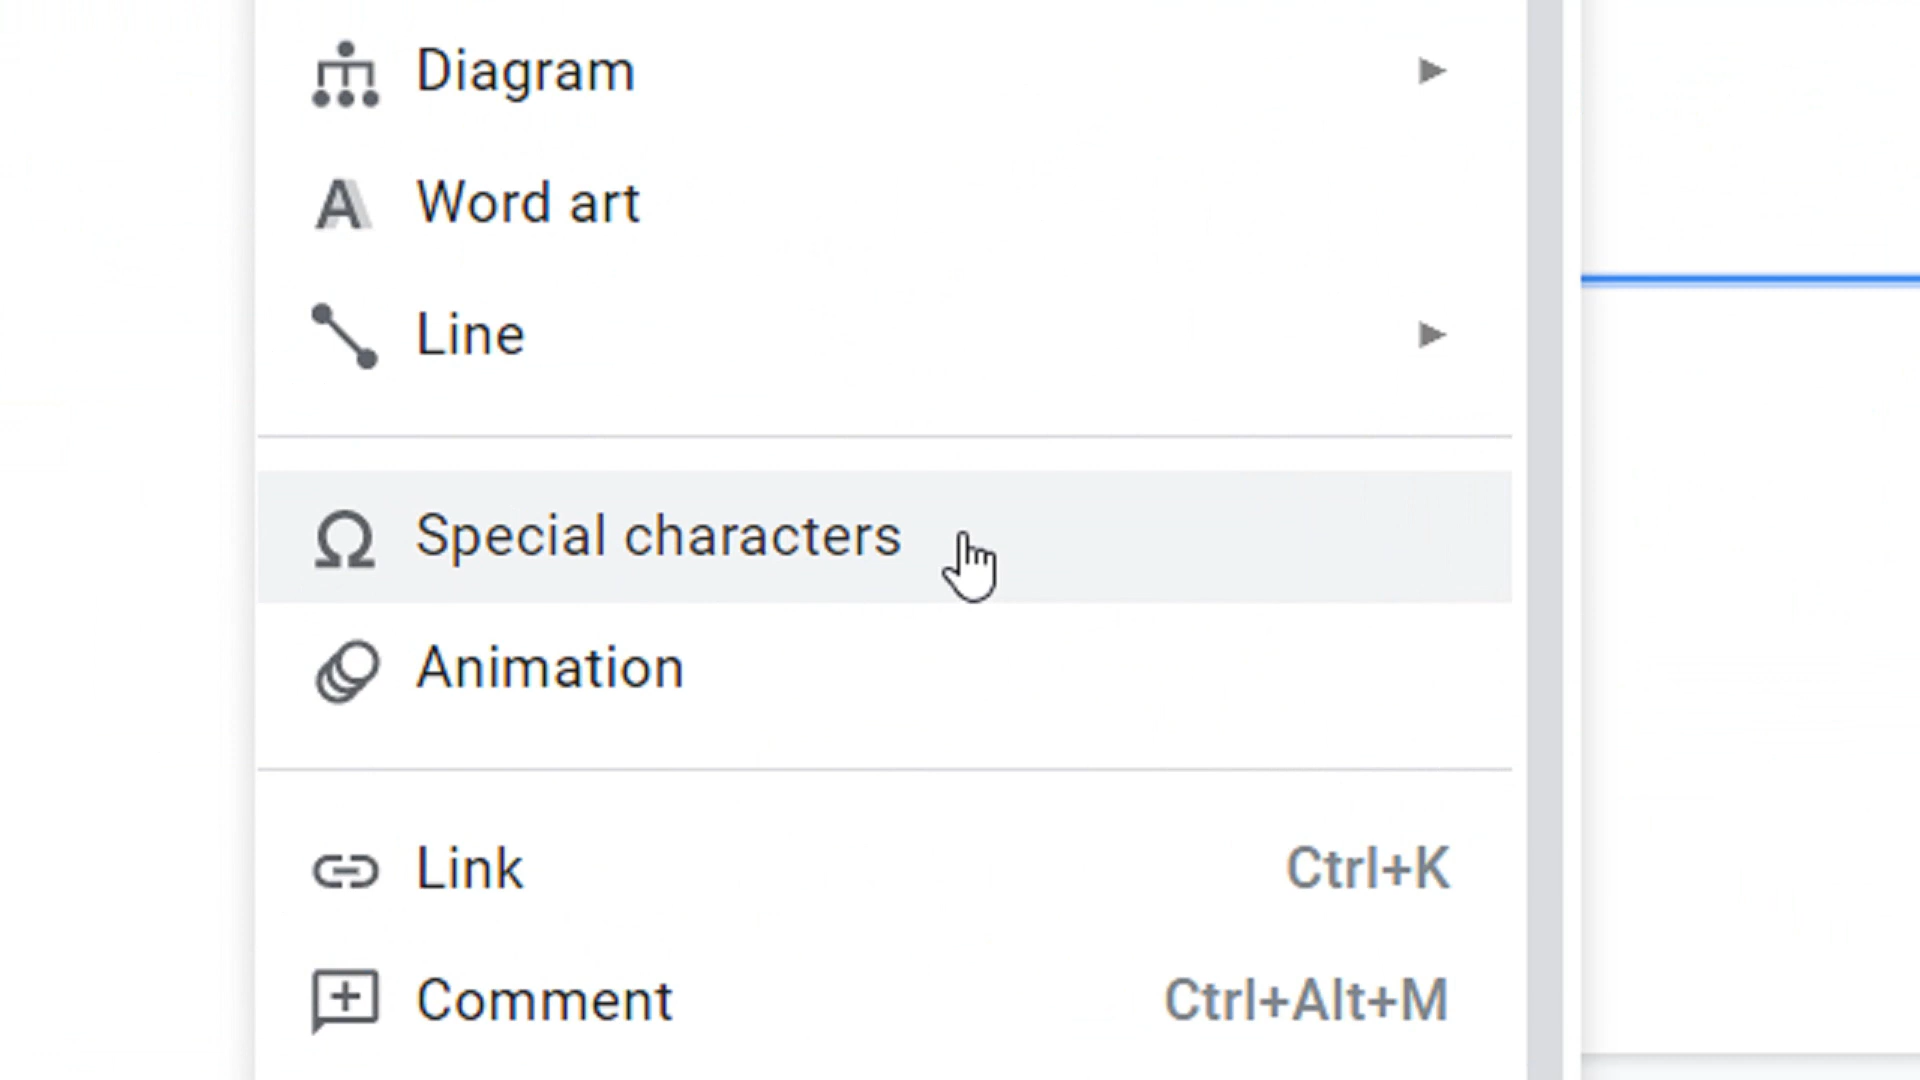 Diagram
Word art
Line
Special characters
Animation
Link Ctrl+K
Comment Ctrl+Alt+M